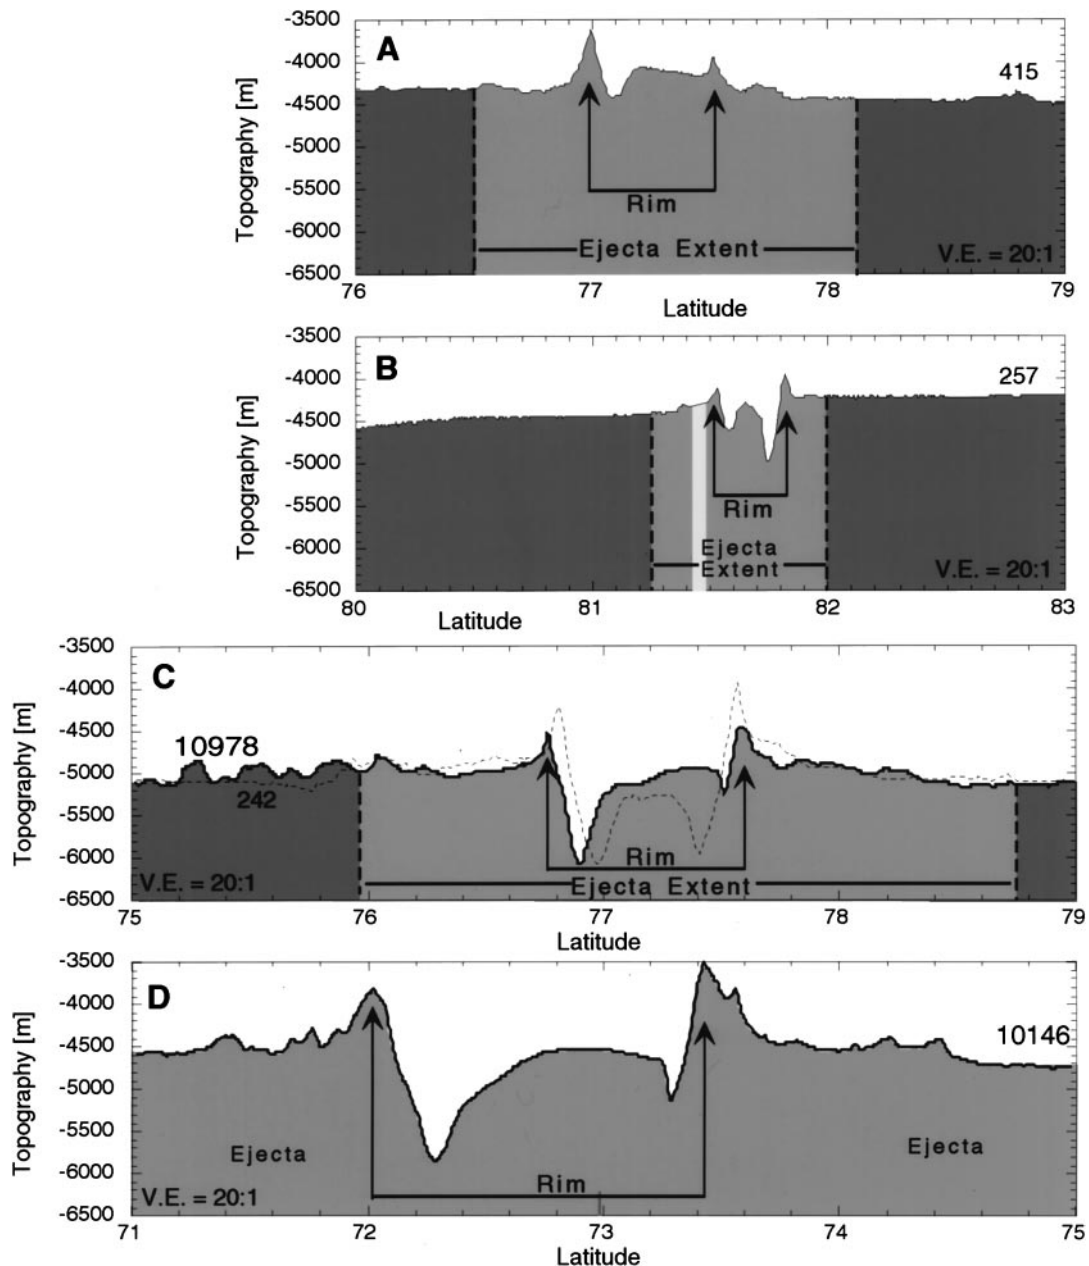 A
415
Topography [m]
-3500
-4000
-4500
-5000
-5500
-6000
-6500
Rim
Ejecta Extent
V.E. = 20:1
76 77 78 79
Latitude
B
257
Topography [m]
-3500
-4000
-4500
-5000
-5500
-6000
-6500
Rim
Ejecta
Extent
V.E. = 20:1
80 81 82 83
Latitude
C
10978
242
Topography [m]
-3500
-4000
-4500
-5000
-5500
-6000
-6500
Rim
Ejecta Extent
V.E. = 20:1
75 76 77 78 79
Latitude
D
10146
Topography [m]
-3500
-4000
-4500
-5000
-5500
-6000
-6500
Ejecta
Ejecta
Rim
V.E. = 20:1
71 72 73 74 75
Latitude